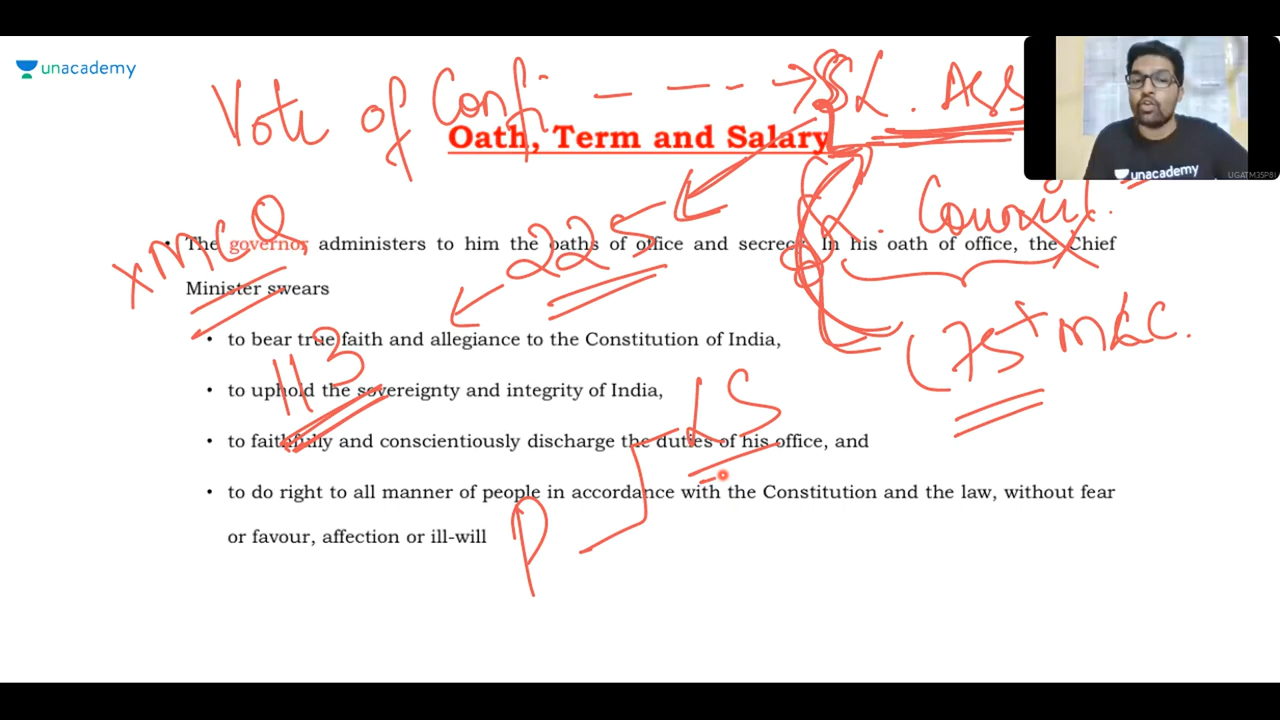 unacademy
Vote of Conf - - - - → L. Ass
Oath, Term and Salary
unacademy
UGATM35P8I
L. Council.
x MCQ
225
• The governor administers to him the oaths of office and secrecy. In his oath of office, the Chief
Minister swears
• to bear true faith and allegiance to the Constitution of India,
113
(75+ MLC.
• to uphold the sovereignty and integrity of India,
LS
• to faithfully and conscientiously discharge the duties of his office, and
• to do right to all manner of people in accordance with the Constitution and the law, without fear
or favour, affection or ill-will
P